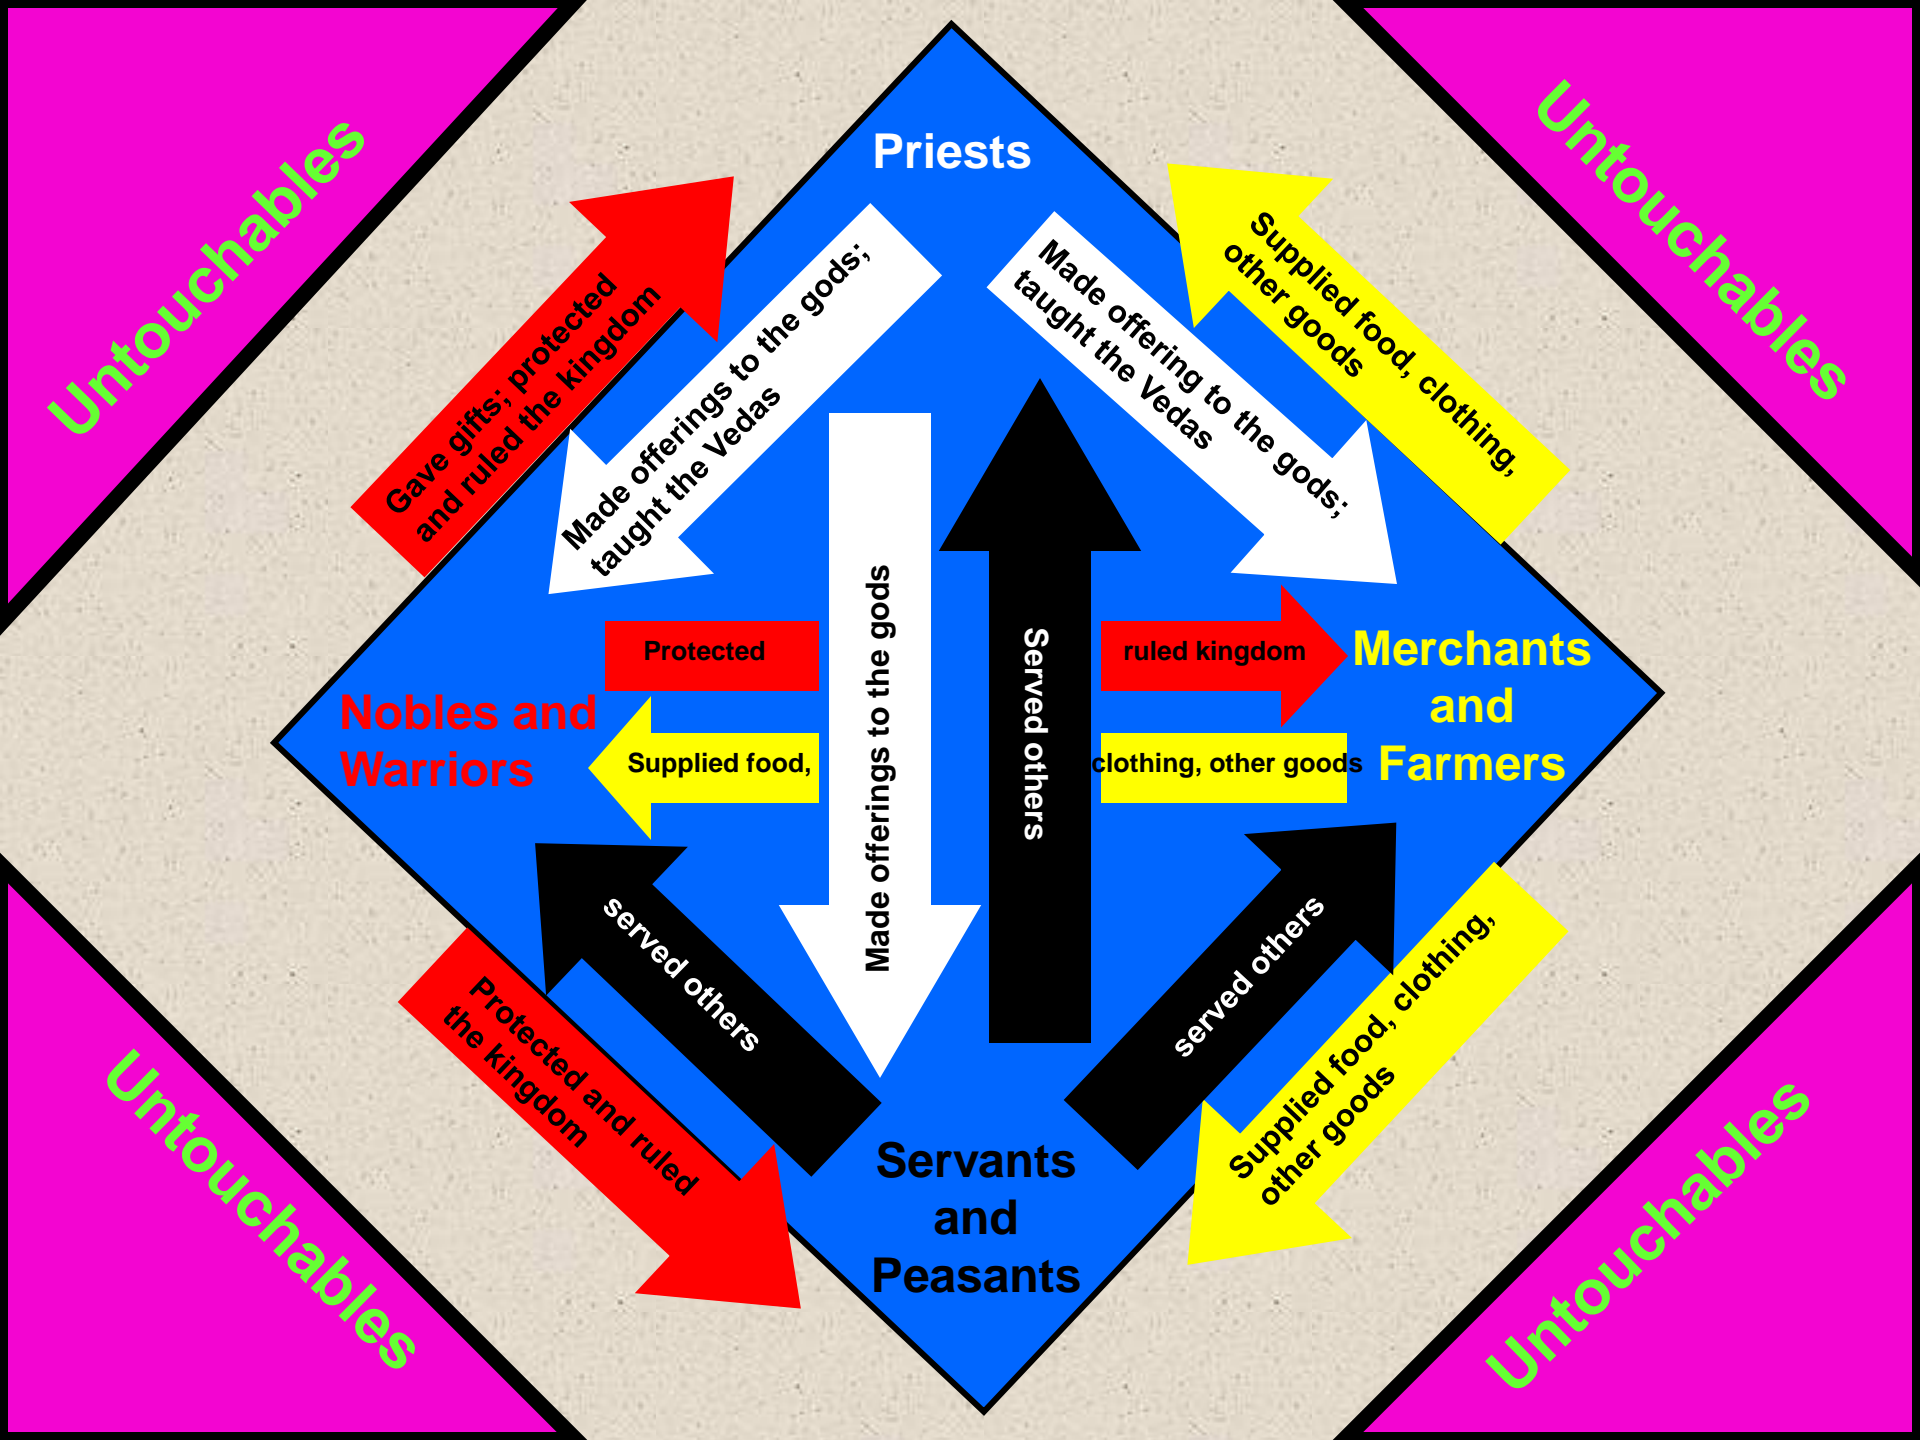 Untouchables
Untouchables
Priests
Gave gifts; protected
and ruled the kingdom
Made offerings to the gods;
taught the Vedas
Made offering to the gods;
taught the Vedas
Supplied food, clothing,
other goods
Made offerings to the gods
Served others
Protected
ruled kingdom
Nobles and
Warriors
Merchants
and
Farmers
Supplied food,
clothing, other goods
served others
served others
Protected and ruled
the kingdom
Supplied food, clothing,
other goods
Servants
and
Peasants
Untouchables
Untouchables